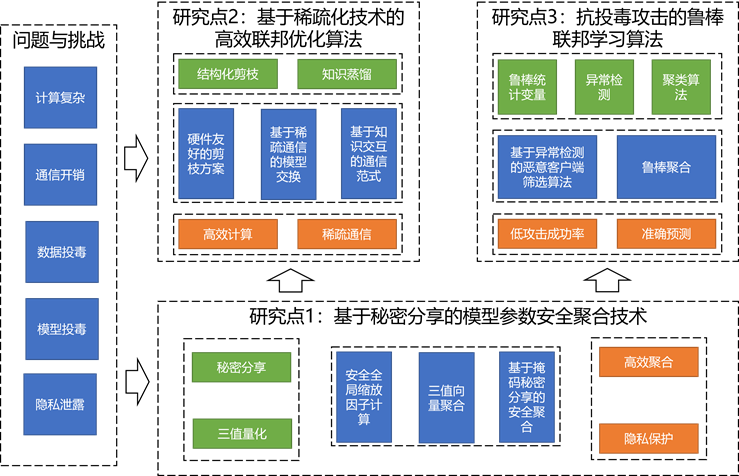 问题与挑战
计算复杂
通信开销
数据投毒
模型投毒
隐私泄露
研究点2：基于稀疏化技术的
高效联邦优化算法
结构化剪枝
知识蒸馏
硬件友
好的剪
枝方案
基于稀
疏通信
的模型
交换
基于知
识交互
的通信
范式
高效计算
稀疏通信
研究点3：抗投毒攻击的鲁棒
联邦学习算法
鲁棒统
计变量
异常检
测
聚类算
法
基于异常检测
的恶意客户端
筛选算法
鲁棒聚合
低攻击成功率
准确预测
研究点1：基于秘密分享的模型参数安全聚合技术
秘密分享
三值量化
安全全
局缩放
因子计
算
三值向
量聚合
基于掩
码秘密
分享的
安全聚
合
高效聚合
隐私保护